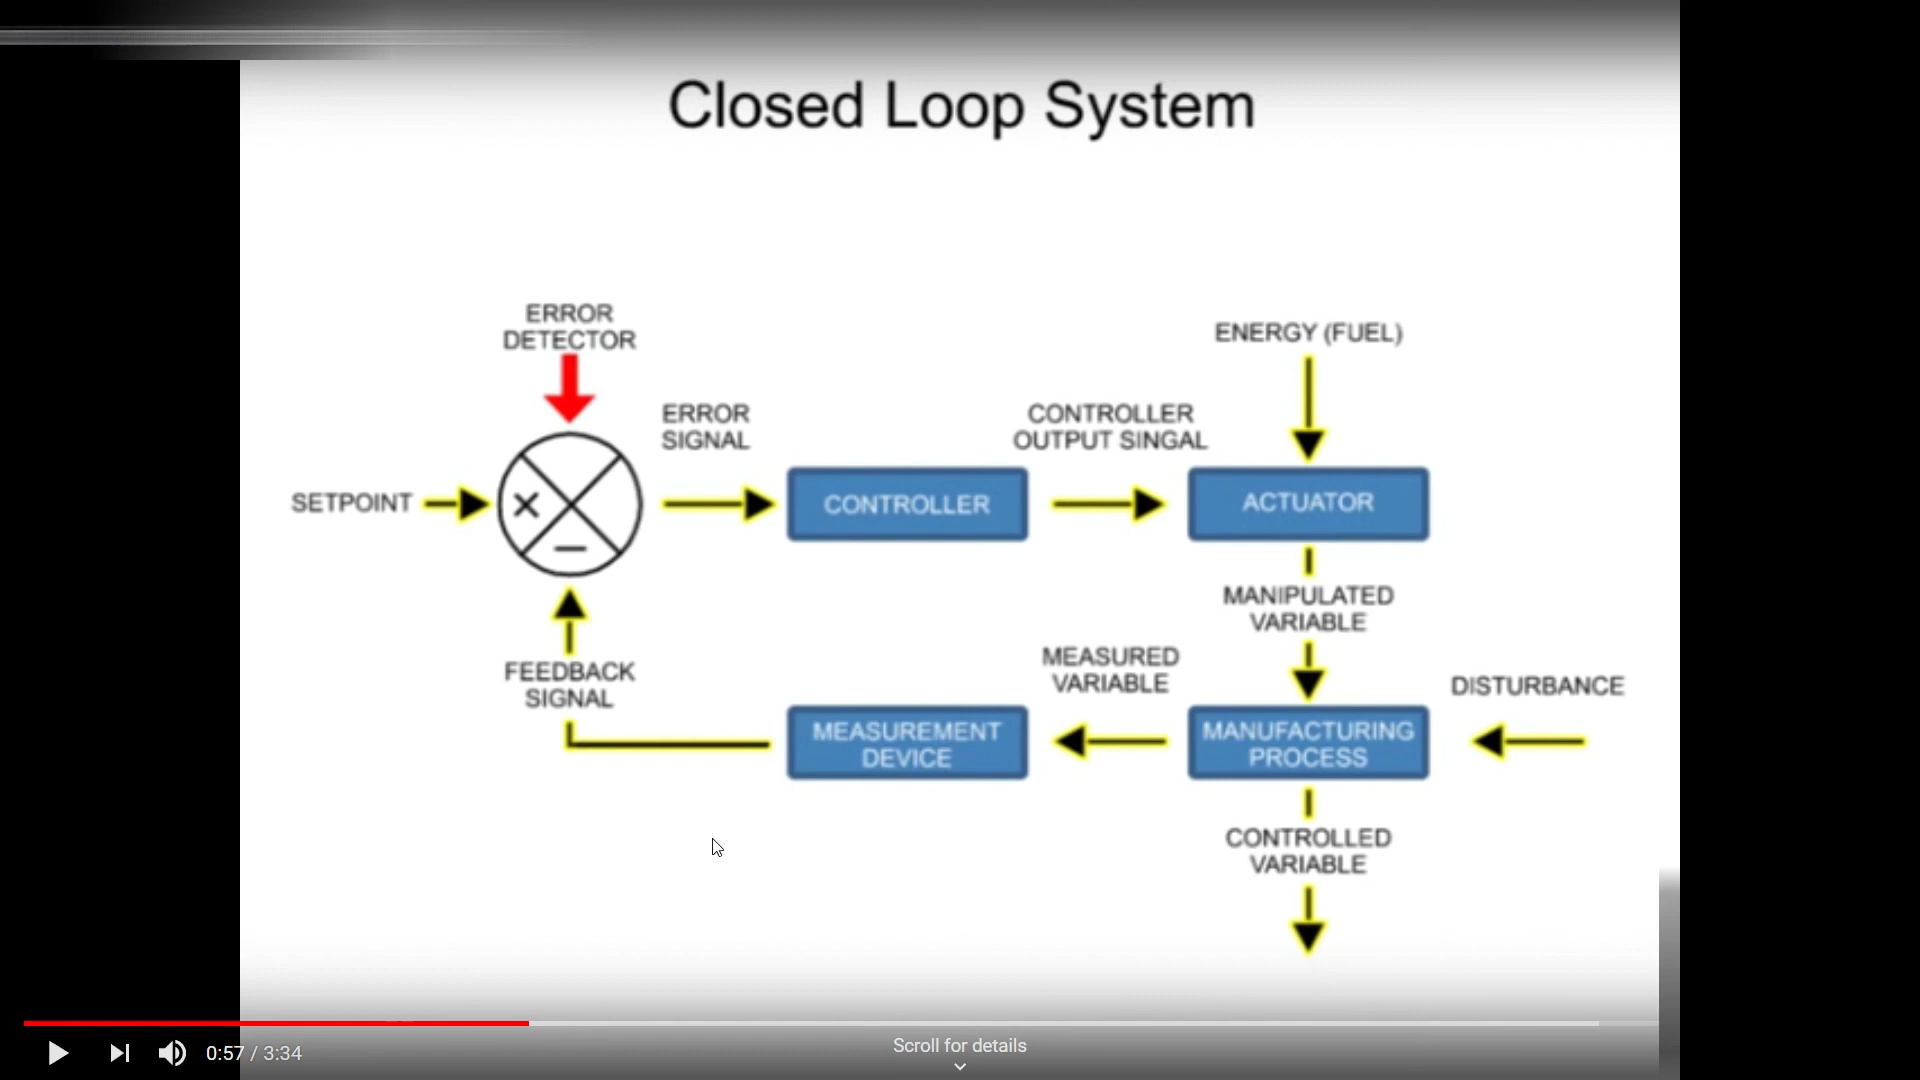 Closed Loop System
ERROR
DETECTOR
ENERGY (FUEL)
ERROR
SIGNAL
CONTROLLER
OUTPUT SINGAL
SETPOINT
CONTROLLER
ACTUATOR
MANIPULATED
VARIABLE
FEEDBACK
SIGNAL
MEASURED
VARIABLE
DISTURBANCE
MEASUREMENT
DEVICE
MANUFACTURING
PROCESS
CONTROLLED
VARIABLE
0:57 / 3:34
Scroll for details